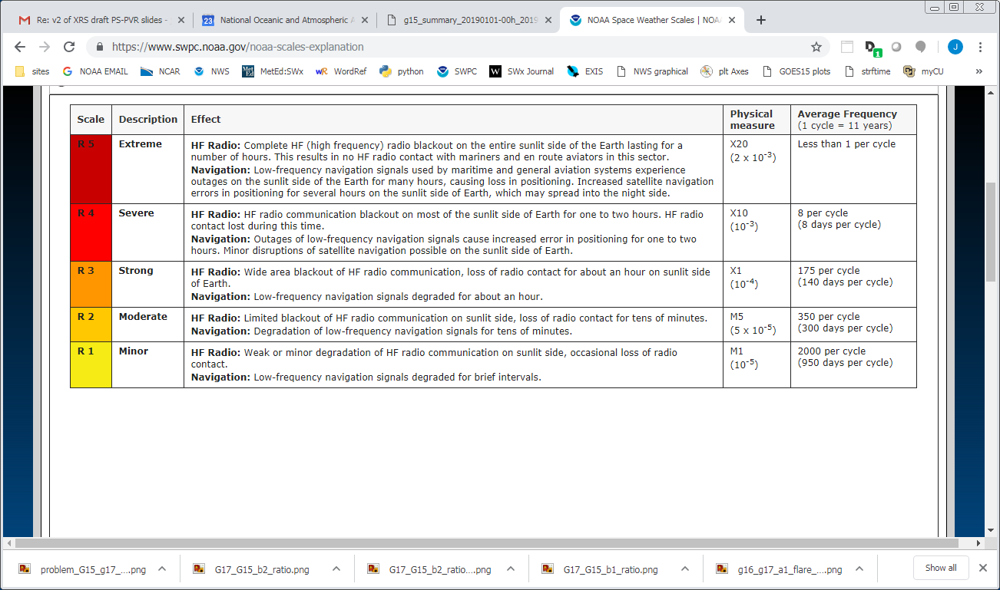 Re: v2 of XRS draft PS-PVR slides -
National Oceanic and Atmospheric A
g15_summary_20190101-00h_2019
NOAA Space Weather Scales | NOA
https://www.swpc.noaa.gov/noaa-scales-explanation
sites NOAA EMAIL NCAR NWS MetEd:SWx WordRef python SWPC SWx Journal EXIS NWS graphical plt Axes GOES15 plots strftime myCU »
Scale Description Effect Physical measure Average Frequency
(1 cycle = 11 years)
R 5 Extreme
HF Radio: Complete HF (high frequency) radio blackout on the entire sunlit side of the Earth lasting for a
number of hours. This results in no HF radio contact with mariners and en route aviators in this sector.
Navigation: Low-frequency navigation signals used by maritime and general aviation systems experience
outages on the sunlit side of the Earth for many hours, causing loss in positioning. Increased satellite navigation
errors in positioning for several hours on the sunlit side of Earth, which may spread into the night side.
X20
(2 x 10-3)
Less than 1 per cycle
R 4 Severe
HF Radio: HF radio communication blackout on most of the sunlit side of Earth for one to two hours. HF radio
contact lost during this time.
Navigation: Outages of low-frequency navigation signals cause increased error in positioning for one to two
hours. Minor disruptions of satellite navigation possible on the sunlit side of Earth.
X10
(10-3)
8 per cycle
(8 days per cycle)
R 3 Strong
HF Radio: Wide area blackout of HF radio communication, loss of radio contact for about an hour on sunlit side
of Earth.
Navigation: Low-frequency navigation signals degraded for about an hour.
X1
(10-4)
175 per cycle
(140 days per cycle)
R 2 Moderate
HF Radio: Limited blackout of HF radio communication on sunlit side, loss of radio contact for tens of minutes.
Navigation: Degradation of low-frequency navigation signals for tens of minutes.
M5
(5 x 10-5)
350 per cycle
(300 days per cycle)
R 1 Minor
HF Radio: Weak or minor degradation of HF radio communication on sunlit side, occasional loss of radio
contact.
Navigation: Low-frequency navigation signals degraded for brief intervals.
M1
(10-5)
2000 per cycle
(950 days per cycle)
problem_G15_g17_....png
G17_G15_b2_ratio.png
G17_G15_b2_ratio....png
G17_G15_b1_ratio.png
g16_g17_a1_flare_....png
Show all